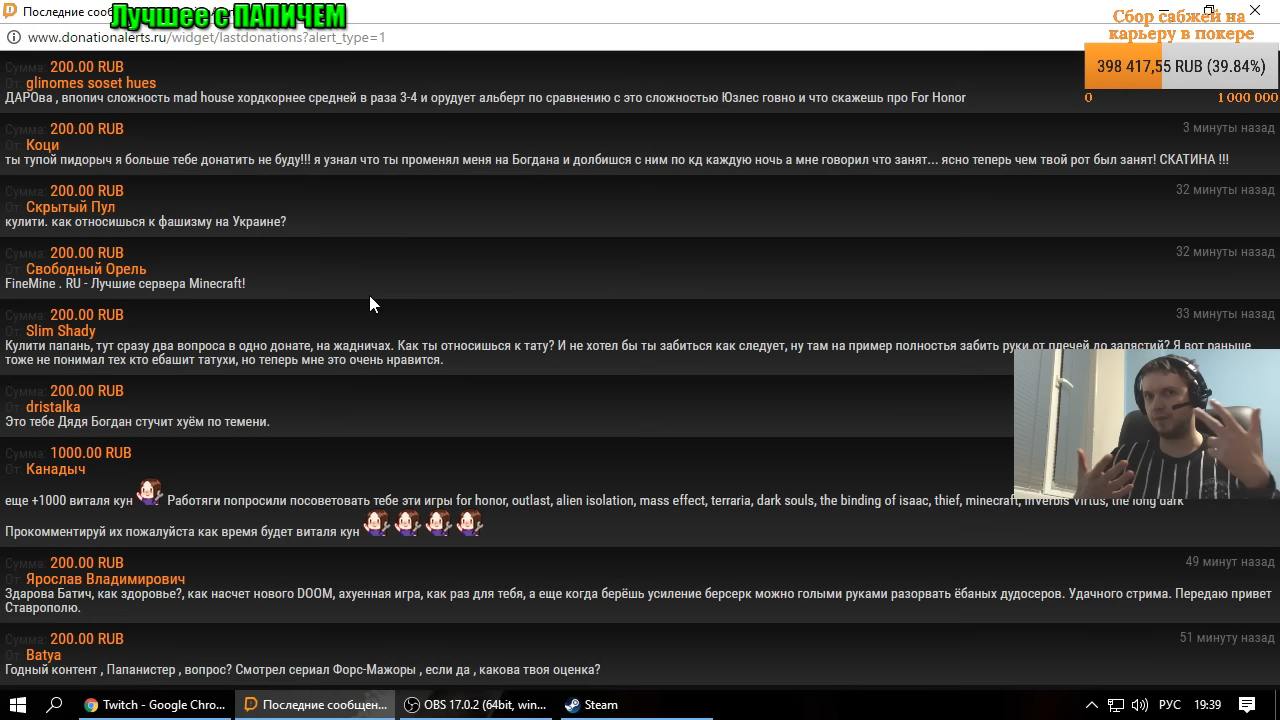 Последние сообщ
Лучшее с ПАПИЧЕМ
www.donationalerts.ru/widget/lastdonations?alert_type=1
Сбор сабжей на
карьеру в покере
398 417,55 RUB (39.84%)
0 1 000 000
Сумма: 200.00 RUB
От: glinomes soset hues
ДАРОва , впопич сложность mad house хордкорнее средней в раза 3-4 и орудует альберт по сравнению с это сложностью Юзлес говно и что скажешь про For Honor
Сумма: 200.00 RUB 3 минуты назад
От: Коци
ты тупой пидорыч я больше тебе донатить не буду!!! я узнал что ты променял меня на Богдана и долбишся с ним по кд каждую ночь а мне говорил что занят... ясно теперь чем твой рот был занят! СКАТИНА !!!
Сумма: 200.00 RUB 32 минуты назад
От: Скрытый Пул
кулити. как относишься к фашизму на Украине?
Сумма: 200.00 RUB 32 минуты назад
От: Свободный Орель
FineMine . RU - Лучшие сервера Minecraft!
Сумма: 200.00 RUB 33 минуты назад
От: Slim Shady
Кулити папань, тут сразу два вопроса в одно донате, на жадничах. Как ты относишься к тату? И не хотел бы ты забиться как следует, ну там на пример полностья забить руки от плечей до запястий? Я вот раньше
тоже не понимал тех кто ебашит татухи, но теперь мне это очень нравится.
Сумма: 200.00 RUB
От: dristalka
Это тебе Дядя Богдан стучит хуём по темени.
Сумма: 1000.00 RUB
От: Канадыч
еще +1000 виталя кун Работяги попросили посоветовать тебе эти игры for honor, outlast, alien isolation, mass effect, terraria, dark souls, the binding of isaac, thief, minecraft, inverbis Virtus, the long dark
Прокомментируй их пожалуйста как время будет виталя кун
Сумма: 200.00 RUB 49 минут назад
От: Ярослав Владимирович
Здарова Батич, как здоровье?, как насчет нового DOOM, ахуенная игра, как раз для тебя, а еще когда берёшь усиление берсерк можно голыми руками разорвать ёбаных дудосеров. Удачного стрима. Передаю привет
Ставрополю.
Сумма: 200.00 RUB 51 минуту назад
От: Batya
Годный контент , Папанистер , вопрос? Смотрел сериал Форс-Мажоры , если да , какова твоя оценка?
Twitch - Google Chro... Последние сообщен... OBS 17.0.2 (64bit, win... Steam РУС 19:39